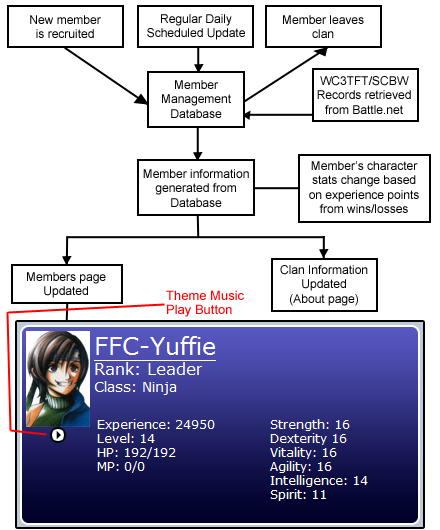 New member
is recruited
Regular Daily
Scheduled Update
Member leaves
clan
Member
Management
Database
WC3TFT/SCBW
Records retrieved
from Battle.net
Member information
generated from
Database
Member's character
stats change based
on experience points
from wins/losses
Members page
Updated
Clan Information
Updated
(About page)
Theme Music
Play Button
FFC-Yuffie
Rank: Leader
Class: Ninja
Experience: 24950
Level: 14
HP: 192/192
MP: 0/0
Strength: 16
Dexterity 16
Vitality: 16
Agility: 16
Intelligence: 14
Spirit: 11